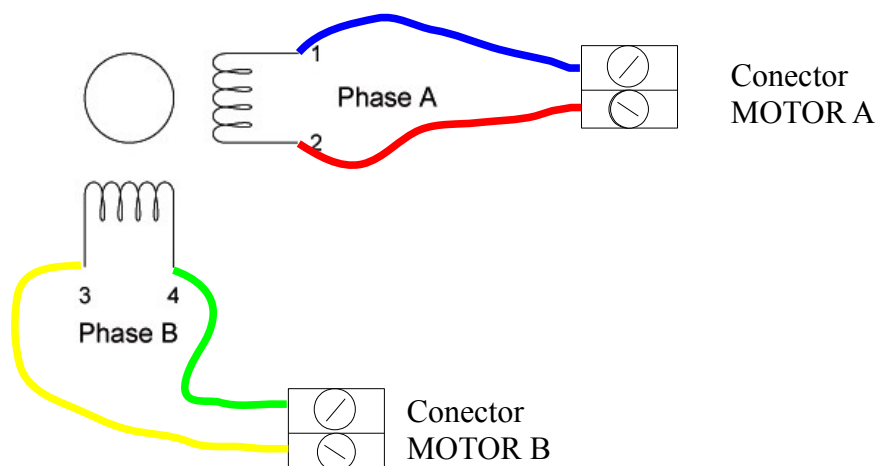 1
Phase A
2
Conector
MOTOR A
3
4
Phase B
Conector
MOTOR B